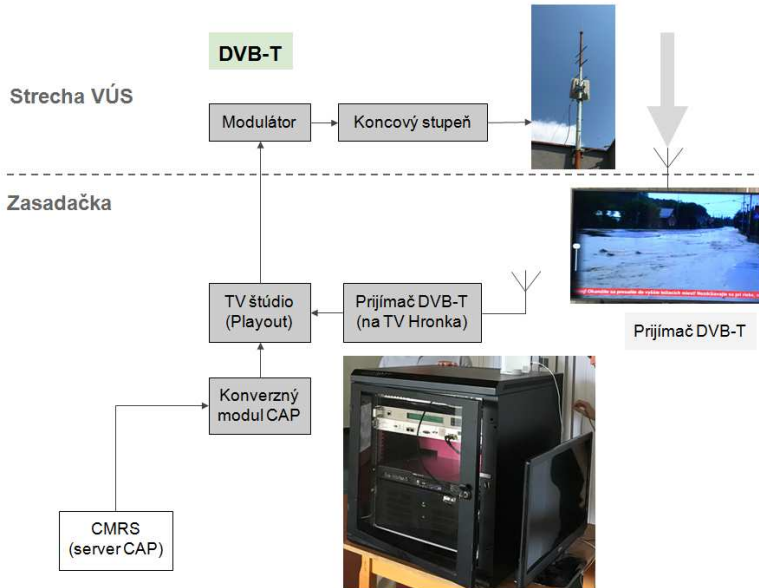 DVB-T
Strecha VÚS
Modulátor
Koncový stupeň
Zasadačka
TV štúdio
(Playout)
Prijímač DVB-T
(na TV Hronka)
Prijímač DVB-T
Konverzný
modul CAP
CMRS
(server CAP)